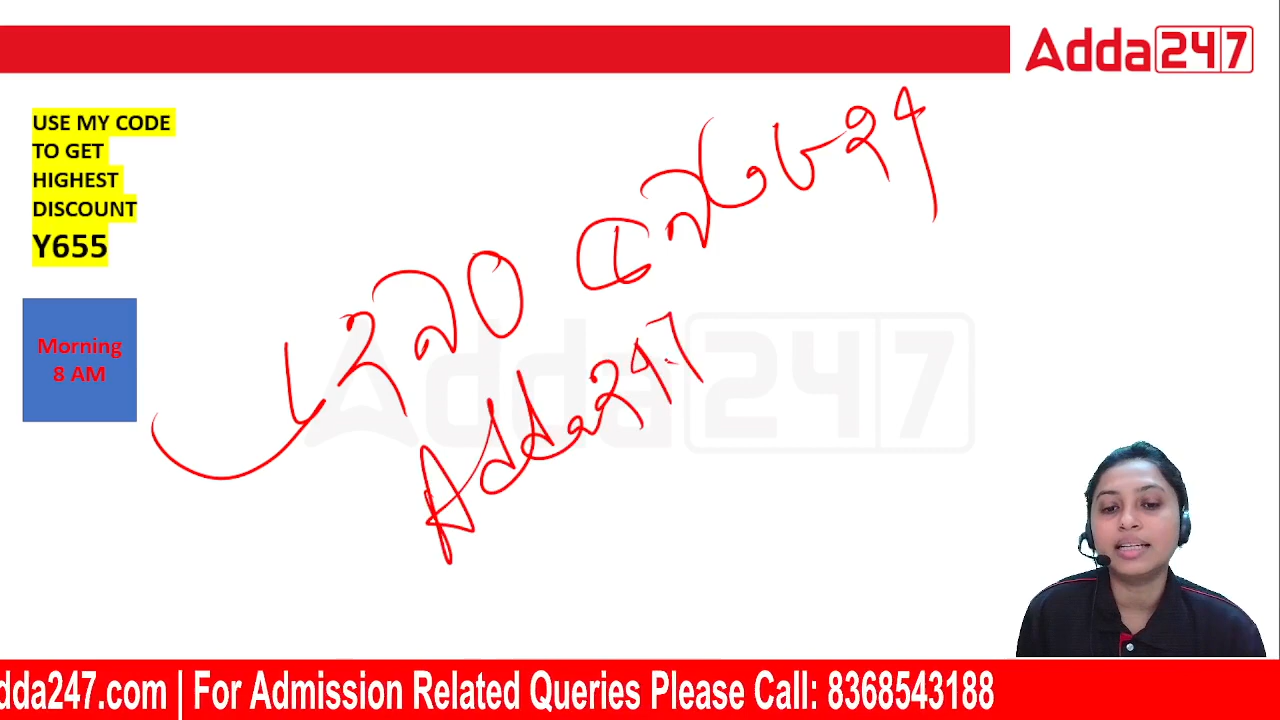 Adda247
USE MY CODE
TO GET
HIGHEST
DISCOUNT
Y655
Morning
8 AM
Adda247
Adda247
dda247.com | For Admission Related Queries Please Call: 8368543188